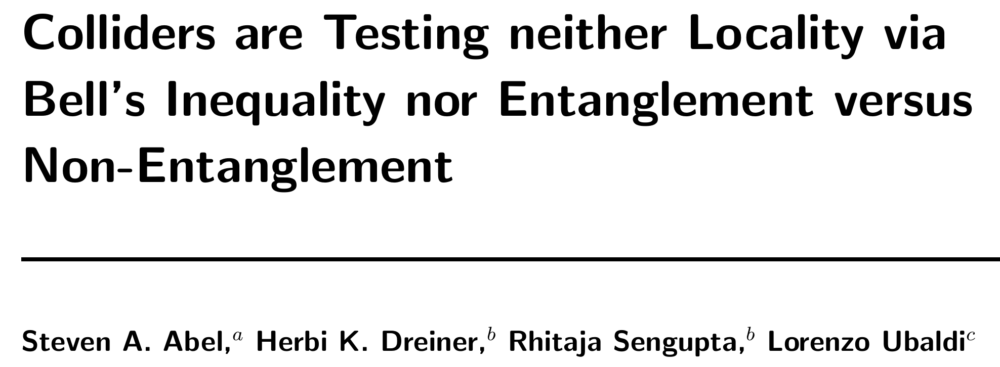 Colliders are Testing neither Locality via
Bell's Inequality nor Entanglement versus
Non-Entanglement
Steven A. Abel,ᵃ Herbi K. Dreiner,ᵇ Rhitaja Sengupta,ᵇ Lorenzo Ubaldiᶜ